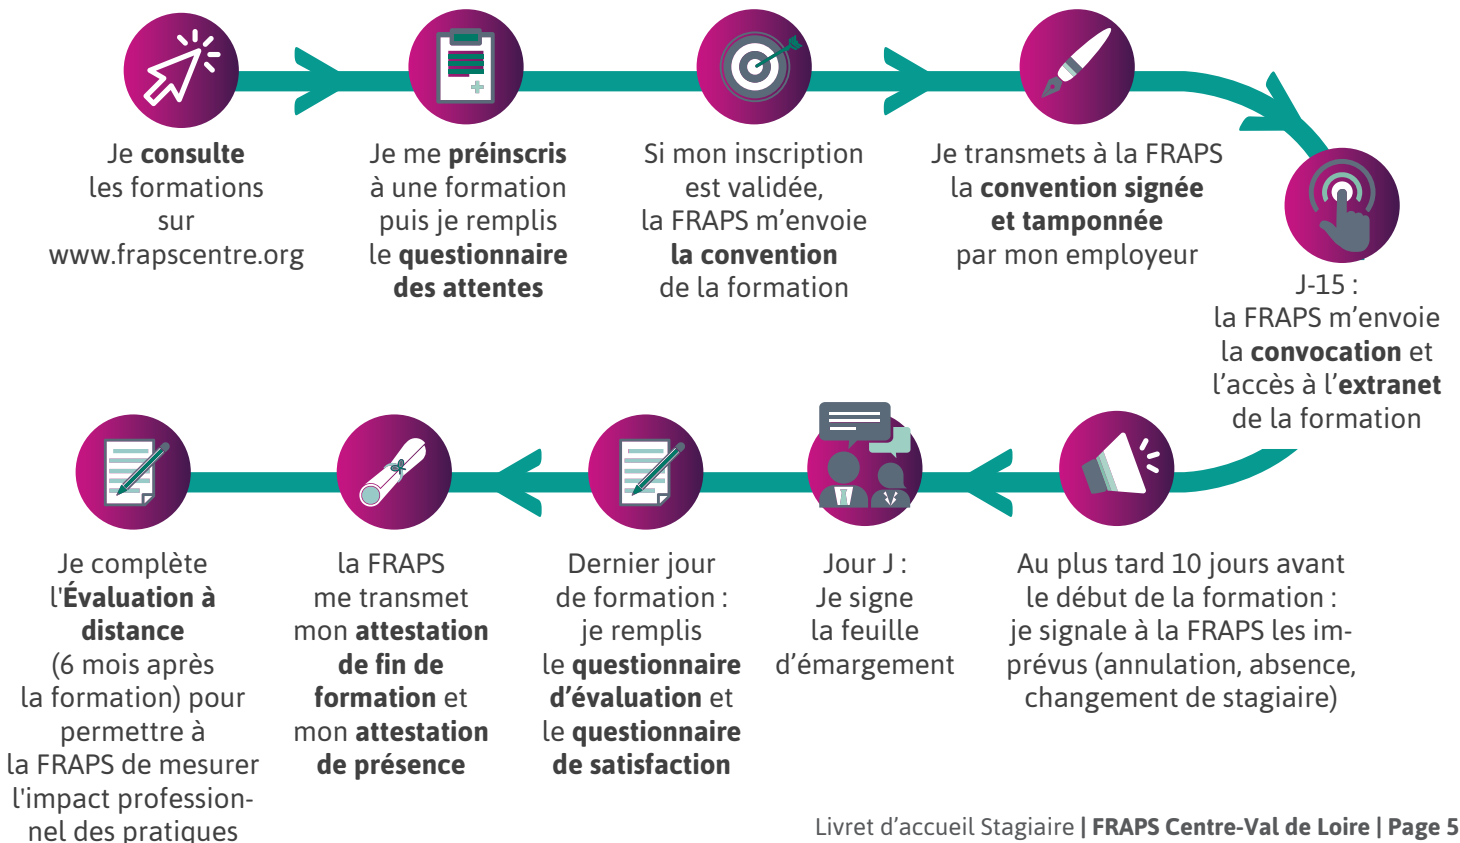 Je consulte
les formations
sur
www.frapscentre.org
Je me préinscris
à une formation
puis je remplis
le questionnaire
des attentes
Si mon inscription
est validée,
la FRAPS m’envoie
la convention
de la formation
Je transmets à la FRAPS
la convention signée
et tamponnée
par mon employeur
J-15 :
la FRAPS m’envoie
la convocation et
l’accès à l’extranet
de la formation
Au plus tard 10 jours avant
le début de la formation :
je signale à la FRAPS les im-
prévus (annulation, absence,
changement de stagiaire)
Jour J :
Je signe
la feuille
d’émargement
Dernier jour
de formation :
je remplis
le questionnaire
d’évaluation et
le questionnaire
de satisfaction
la FRAPS
me transmet
mon attestation
de fin de
formation et
mon attestation
de présence
Je complète
l'Évaluation à
distance
(6 mois après
la formation) pour
permettre à
la FRAPS de mesurer
l'impact profession-
nel des pratiques
Livret d’accueil Stagiaire | FRAPS Centre-Val de Loire | Page 5